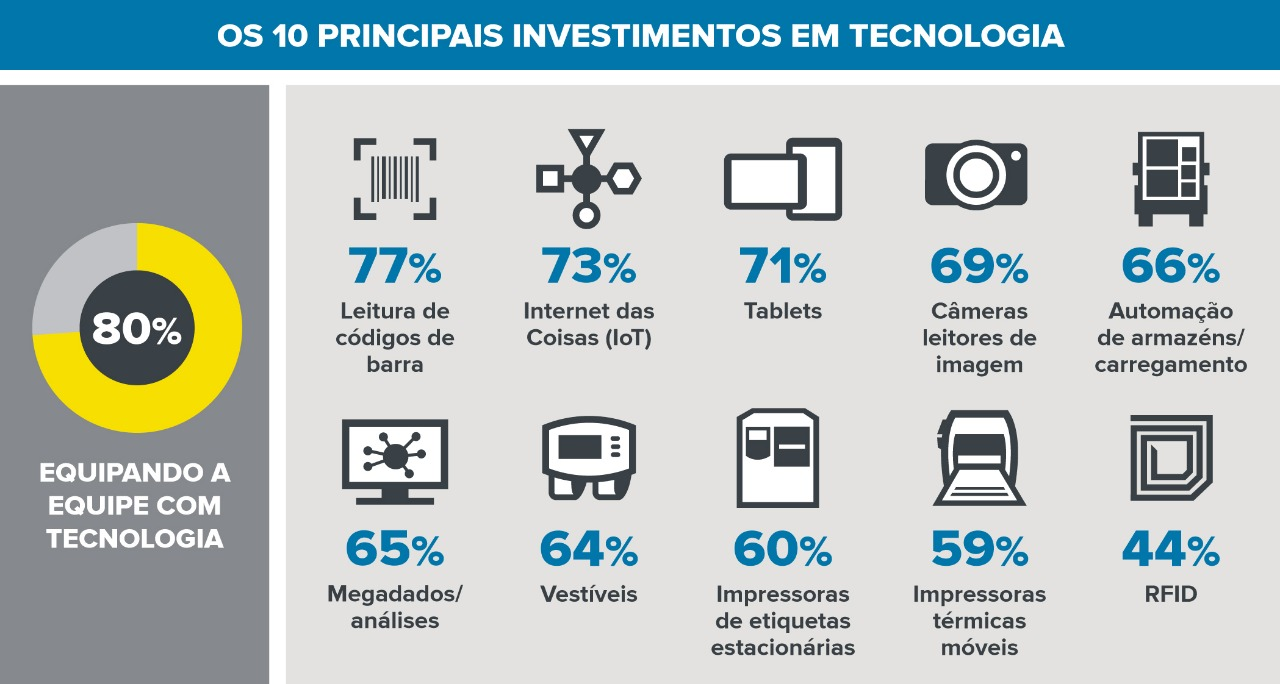 OS 10 PRINCIPAIS INVESTIMENTOS EM TECNOLOGIA
80%
EQUIPANDO A
EQUIPE COM
TECNOLOGIA
77%
Leitura de
códigos de
barra
73%
Internet das
Coisas (IoT)
71%
Tablets
69%
Câmeras
leitores de
imagem
66%
Automação
de armazéns/
carregamento
65%
Megadados/
análises
64%
Vestíveis
60%
Impressoras
de etiquetas
estacionárias
59%
Impressoras
térmicas
móveis
44%
RFID